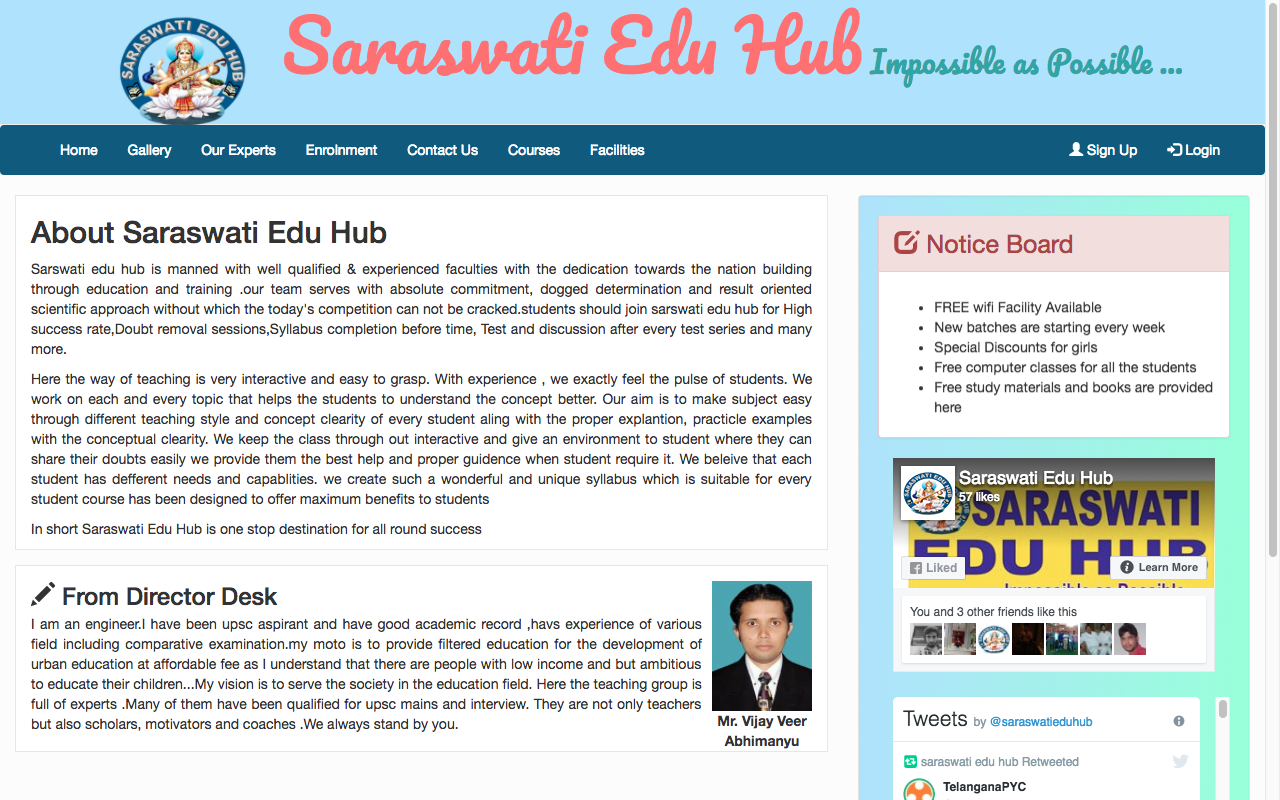 SARASWATI EDU HUB
Saraswati Edu Hub Impossible as Possible ...
Home Gallery Our Experts Enrolnment Contact Us Courses Facilities Sign Up Login
About Saraswati Edu Hub
Sarswati edu hub is manned with well qualified & experienced faculties with the dedication towards the nation building
through education and training .our team serves with absolute commitment, dogged determination and result oriented
scientific approach without which the today's competition can not be cracked.students should join sarswati edu hub for High
success rate,Doubt removal sessions,Syllabus completion before time, Test and discussion after every test series and many
more.
Here the way of teaching is very interactive and easy to grasp. With experience , we exactly feel the pulse of students. We
work on each and every topic that helps the students to understand the concept better. Our aim is to make subject easy
through different teaching style and concept clearity of every student aling with the proper explantion, practicle examples
with the conceptual clearity. We keep the class through out interactive and give an environment to student where they can
share their doubts easily we provide them the best help and proper guidence when student require it. We beleive that each
student has defferent needs and capablities. we create such a wonderful and unique syllabus which is suitable for every
student course has been designed to offer maximum benefits to students
In short Saraswati Edu Hub is one stop destination for all round success
From Director Desk
I am an engineer.I have been upsc aspirant and have good academic record ,havs experience of various
field including comparative examination.my moto is to provide filtered education for the development of
urban education at affordable fee as I understand that there are people with low income and but ambitious
to educate their children...My vision is to serve the society in the education field. Here the teaching group is
full of experts .Many of them have been qualified for upsc mains and interview. They are not only teachers
but also scholars, motivators and coaches .We always stand by you.
Mr. Vijay Veer
Abhimanyu
Notice Board
FREE wifi Facility Available
New batches are starting every week
Special Discounts for girls
Free computer classes for all the students
Free study materials and books are provided
here
Saraswati Edu Hub
57 likes
SARASWATI
EDU HUB
Impossible as Possible
Liked
Learn More
You and 3 other friends like this
Tweets by @saraswatieduhub
saraswati edu hub Retweeted
TelanganaPYC